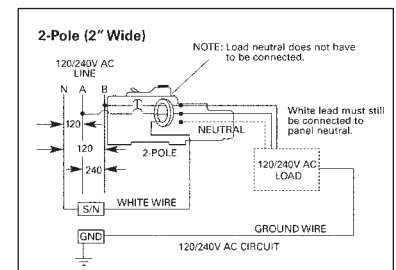 2-Pole (2" Wide)
NOTE: Load neutral does not have
to be connected.
120/240V AC
LINE
N A B
White lead must still
be connected to
panel neutral.
120
NEUTRAL
120
2-POLE
240
120/240V AC
LOAD
S/N
WHITE WIRE
GROUND WIRE
GND
120/240V AC CIRCUIT